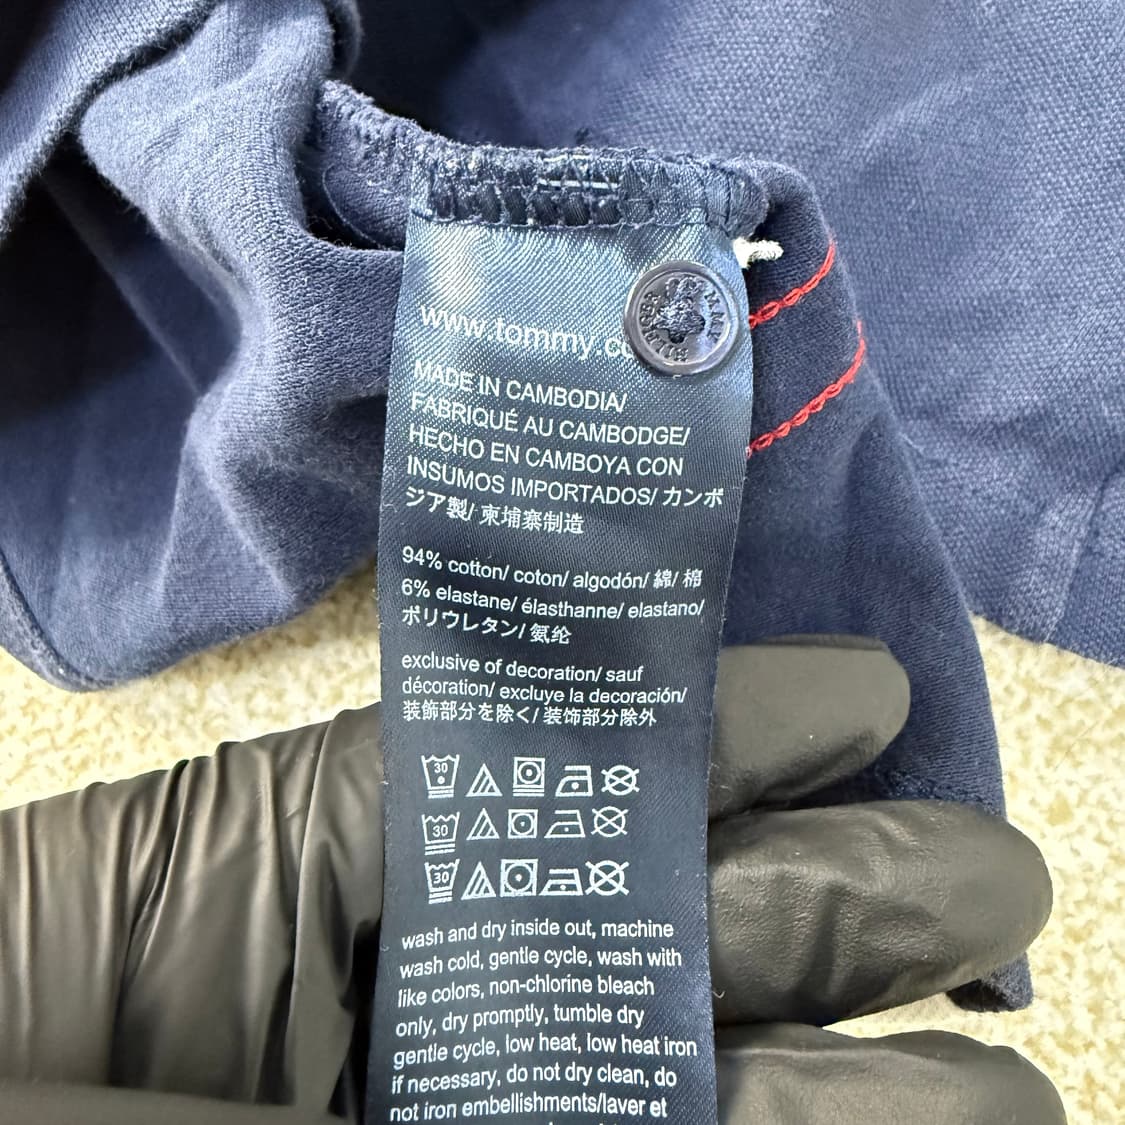 www.tommy.co
MADE IN CAMBODIA/
FABRIQUÉ AU CAMBODGE/
HECHO EN CAMBOYA CON
INSUMOS IMPORTADOS/ カンボ
ジア製/ 柬埔寨制造
94% cotton/ coton/ algodón/ 綿/ 棉
6% elastane/ élasthanne/ elastano/
ポリウレタン/ 氨纶
exclusive of decoration/ sauf
décoration/ excluye la decoración/
装飾部分を除く/ 装饰部分除外
30
30
30
wash and dry inside out, machine
wash cold, gentle cycle, wash with
like colors, non-chlorine bleach
only, dry promptly, tumble dry
gentle cycle, low heat, low heat iron
if necessary, do not dry clean, do
not iron embellishments/laver et